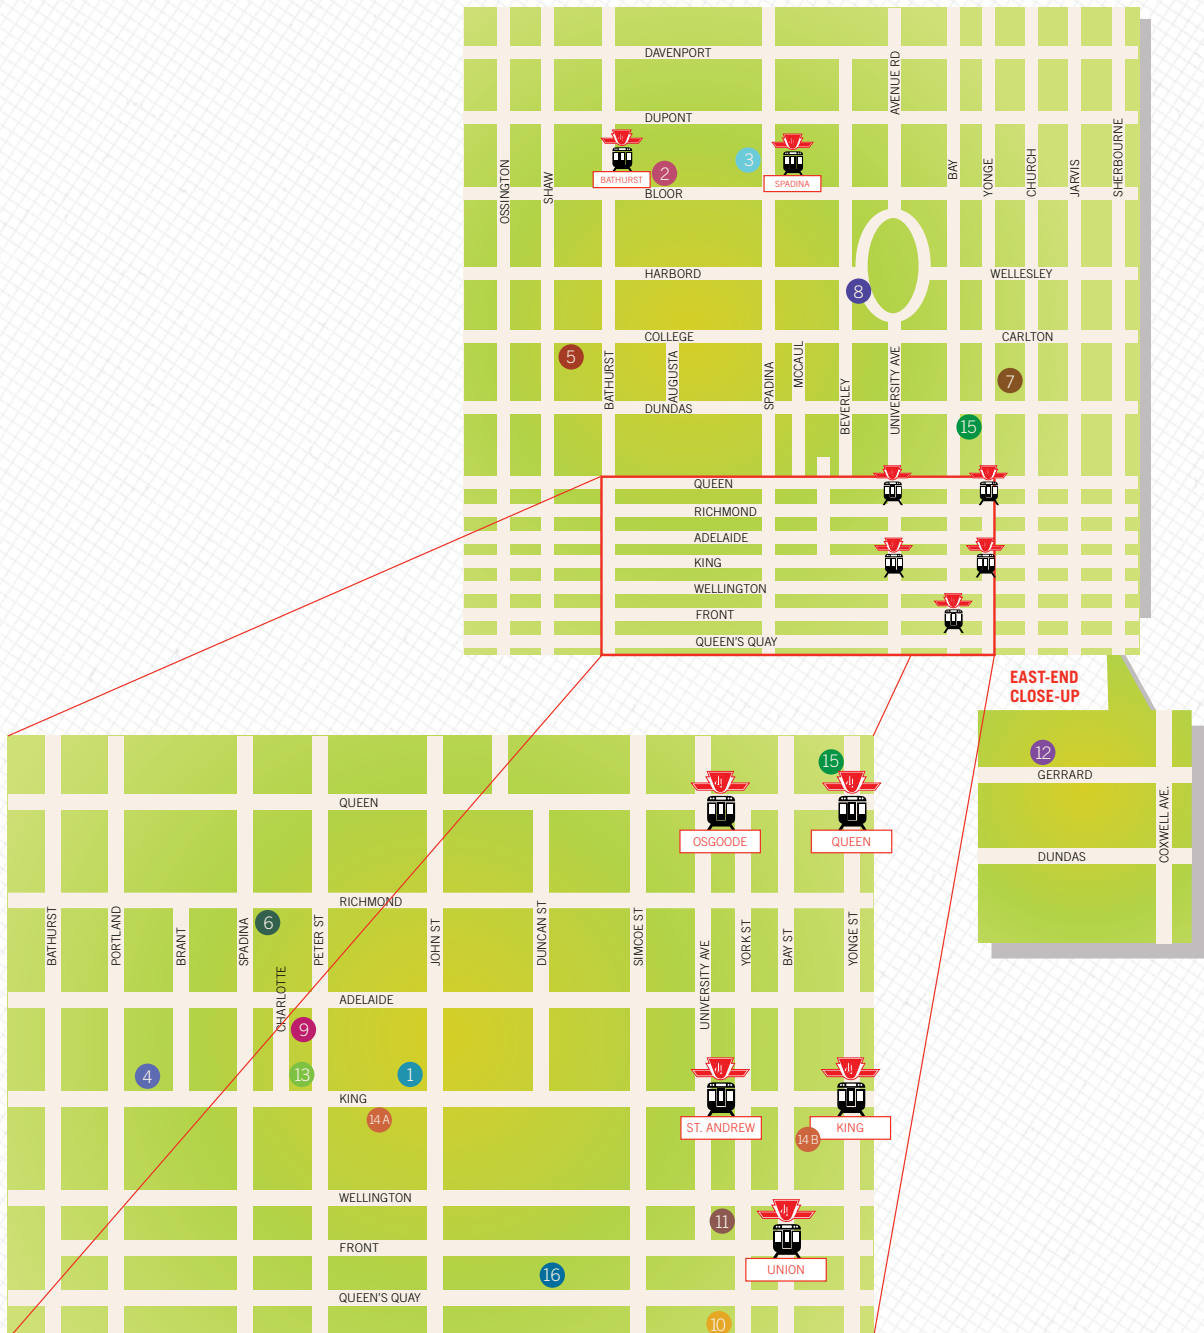 DAVENPORT
AVENUE RD
DUPONT
OSSINGTON
SHAW
BATHURST
2
3
SPADINA
BAY
YONGE
CHURCH
JARVIS
SHERBOURNE
BLOOR
HARBORD
WELLESLEY
8
COLLEGE
CARLTON
5
BATHURST
AUGUSTA
SPADINA
MCCAUL
BEVERLEY
UNIVERSITY AVE
7
DUNDAS
15
QUEEN
RICHMOND
ADELAIDE
KING
WELLINGTON
FRONT
QUEEN'S QUAY
EAST-END
CLOSE-UP
12
GERRARD
COXWELL AVE.
DUNDAS
15
QUEEN
OSGOODE
QUEEN
RICHMOND
BATHURST
PORTLAND
BRANT
SPADINA
6
CHARLOTTE
PETER ST
JOHN ST
DUNCAN ST
SIMCOE ST
UNIVERSITY AVE
YORK ST
BAY ST
YONGE ST
ADELAIDE
9
4
13
1
KING
14A
ST. ANDREW
14B
KING
WELLINGTON
11
FRONT
UNION
16
QUEEN'S QUAY
10